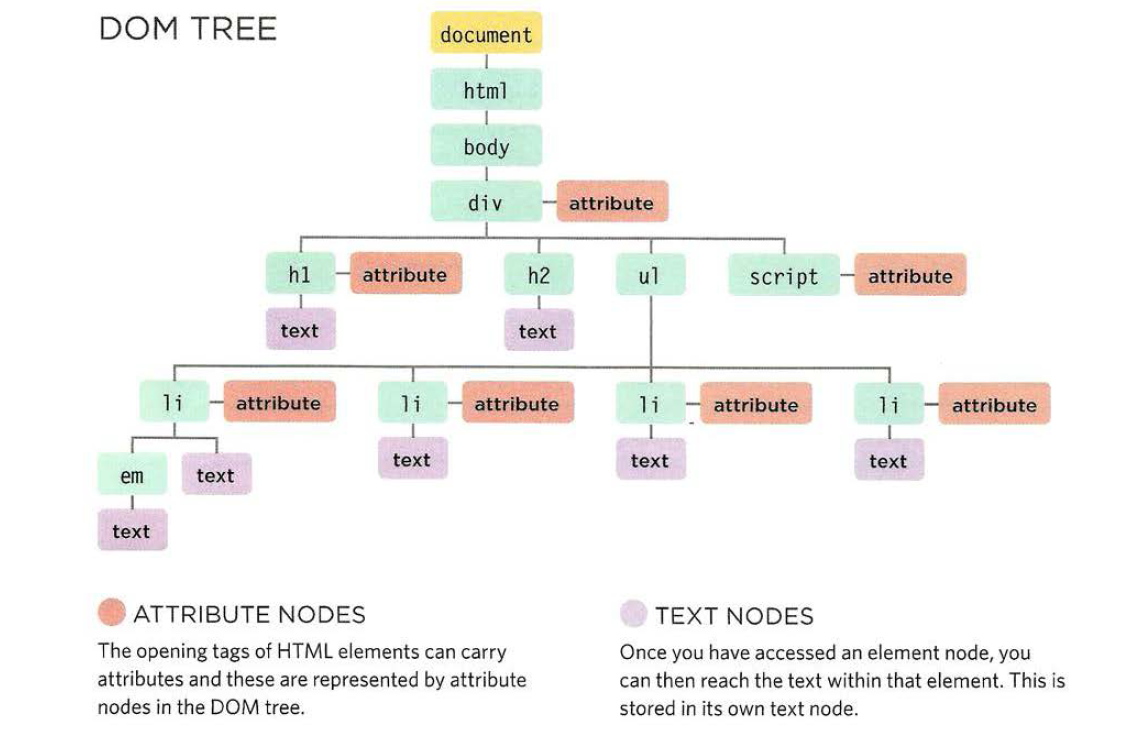 DOM TREE
document
html
body
div attribute
h1 attribute h2 ul script attribute
text text
li attribute li attribute li attribute li attribute
text text text
em text
text
ATTRIBUTE NODES
The opening tags of HTML elements can carry
attributes and these are represented by attribute
nodes in the DOM tree.
TEXT NODES
Once you have accessed an element node, you
can then reach the text within that element. This is
stored in its own text node.